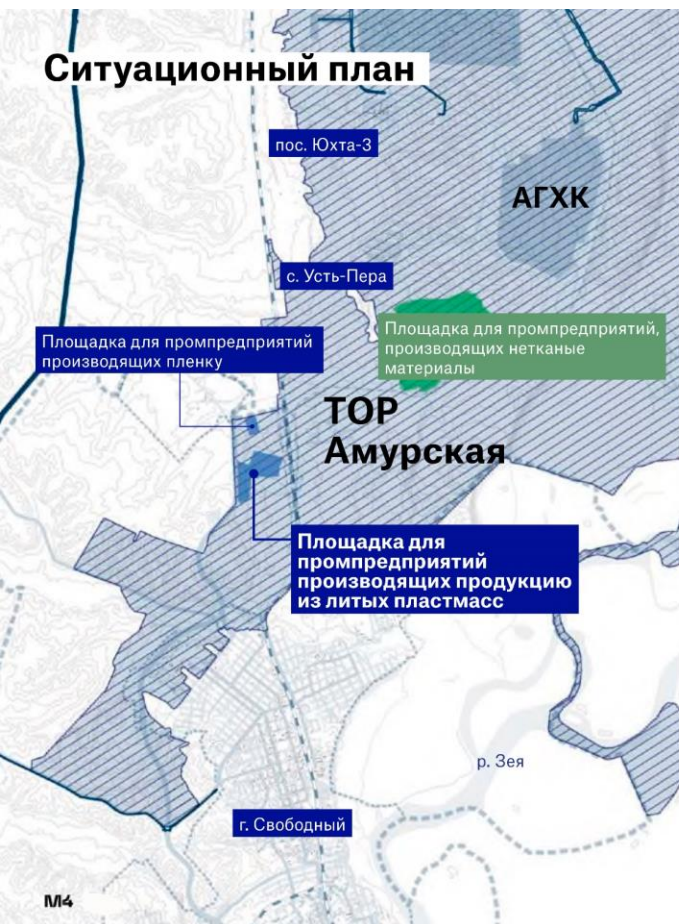 Ситуационный план
пос. Юхта-3
АГХК
с. Усть-Пера
Площадка для промпредприятий,
производящих нетканые
материалы
Площадка для промпредприятий
производящих пленку
ТОР
Амурская
Площадка для
промпредприятий
производящих продукцию
из литых пластмасс
р. Зея
г. Свободный
М4